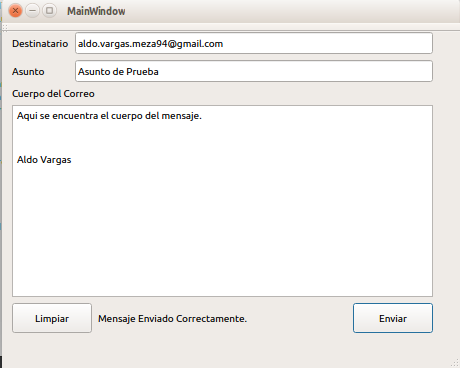 MainWindow
Destinatario aldo.vargas.meza94@gmail.com
Asunto Asunto de Prueba
Cuerpo del Correo
Aqui se encuentra el cuerpo del mensaje.
Aldo Vargas
Limpiar Mensaje Enviado Correctamente. Enviar